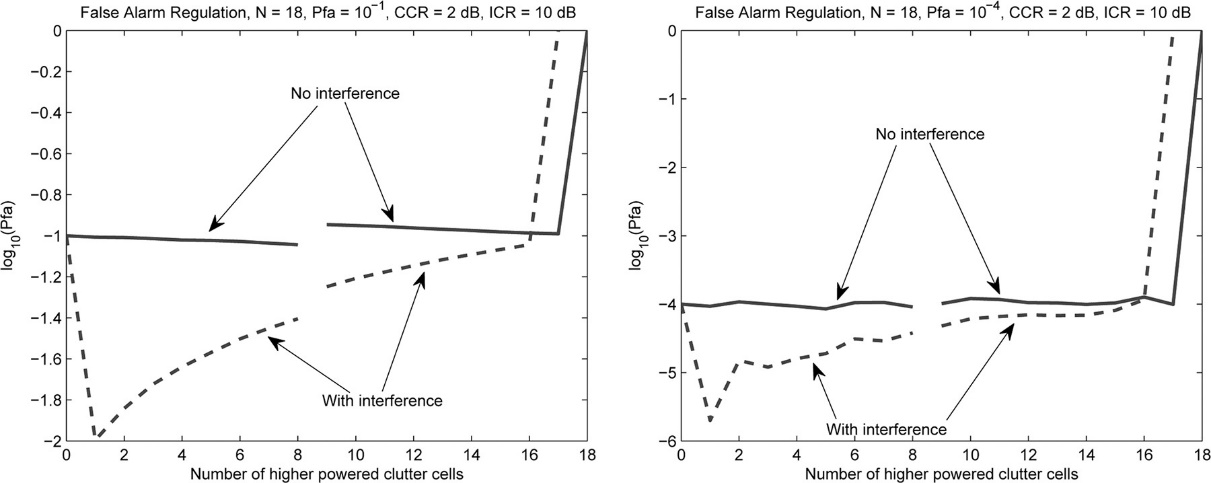 False Alarm Regulation, N = 18, Pfa = 10⁻¹, CCR = 2 dB, ICR = 10 dB
0
−0.2
−0.4
−0.6
−0.8
−1
−1.2
−1.4
−1.6
−1.8
−2
log₁₀(Pfa)
No interference
With interference
0 2 4 6 8 10 12 14 16 18
Number of higher powered clutter cells
False Alarm Regulation, N = 18, Pfa = 10⁻⁴, CCR = 2 dB, ICR = 10 dB
0
−1
−2
−3
−4
−5
−6
log₁₀(Pfa)
No interference
With interference
0 2 4 6 8 10 12 14 16 18
Number of higher powered clutter cells